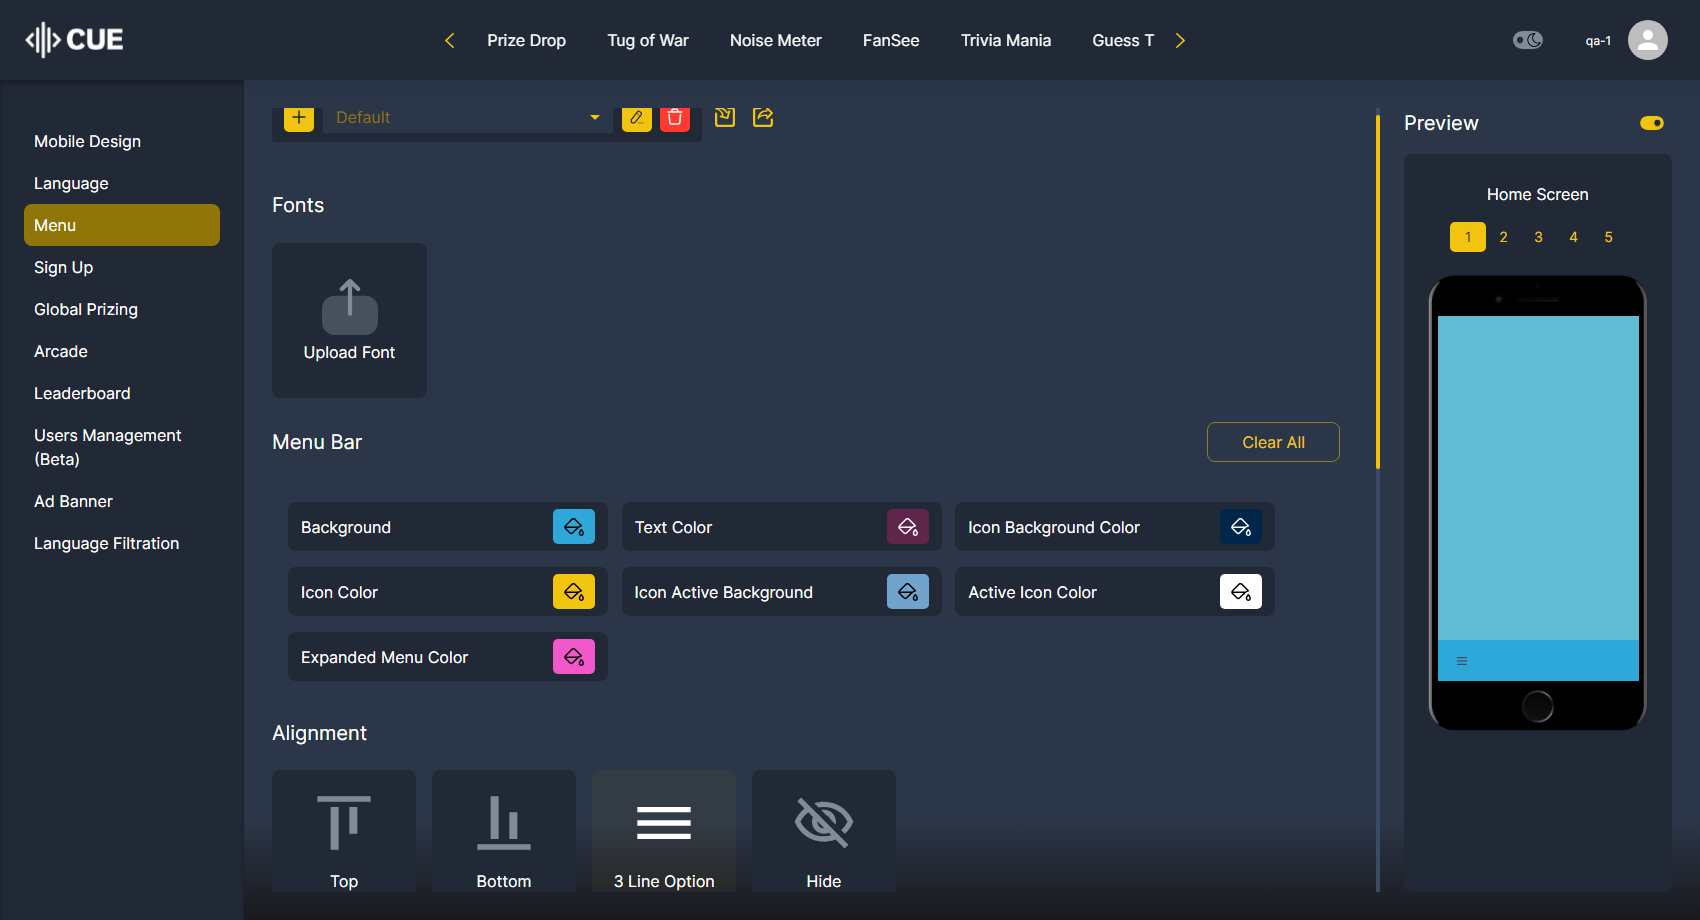 CUE
Prize Drop
Tug of War
Noise Meter
FanSee
Trivia Mania
Guess T
qa-1
Mobile Design
Language
Menu
Sign Up
Global Prizing
Arcade
Leaderboard
Users Management
(Beta)
Ad Banner
Language Filtration
Default
Fonts
Upload Font
Menu Bar
Clear All
Background
Text Color
Icon Background Color
Icon Color
Icon Active Background
Active Icon Color
Expanded Menu Color
Alignment
Top
Bottom
3 Line Option
Hide
Preview
Home Screen
1 2 3 4 5